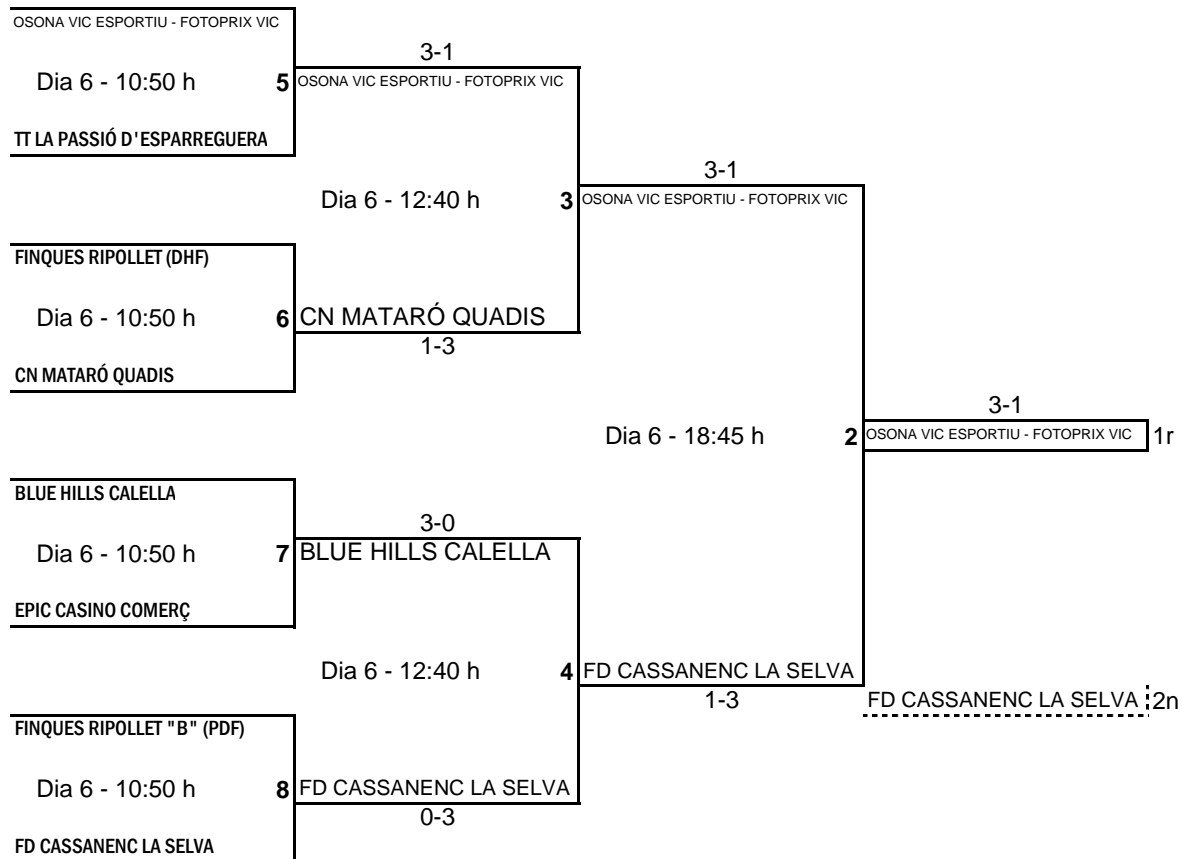 OSONA VIC ESPORTIU - FOTOPRIX VIC
3-1
Dia 6 - 10:50 h 5 OSONA VIC ESPORTIU - FOTOPRIX VIC
TT LA PASSIÓ D'ESPARREGUERA
3-1
Dia 6 - 12:40 h 3 OSONA VIC ESPORTIU - FOTOPRIX VIC
FINQUES RIPOLLET (DHF)
Dia 6 - 10:50 h 6 CN MATARÓ QUADIS
1-3
CN MATARÓ QUADIS
3-1
Dia 6 - 18:45 h 2 OSONA VIC ESPORTIU - FOTOPRIX VIC 1r
BLUE HILLS CALELLA
3-0
Dia 6 - 10:50 h 7 BLUE HILLS CALELLA
EPIC CASINO COMERÇ
Dia 6 - 12:40 h 4 FD CASSANENC LA SELVA
1-3
FD CASSANENC LA SELVA 2n
FINQUES RIPOLLET "B" (PDF)
Dia 6 - 10:50 h 8 FD CASSANENC LA SELVA
0-3
FD CASSANENC LA SELVA